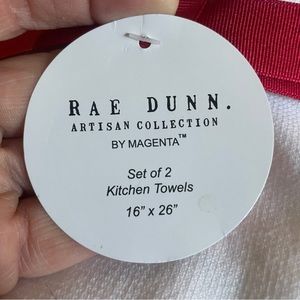 RAE DUNN.
ARTISAN COLLECTION
BY MAGENTA™
Set of 2
Kitchen Towels
16” x 26”